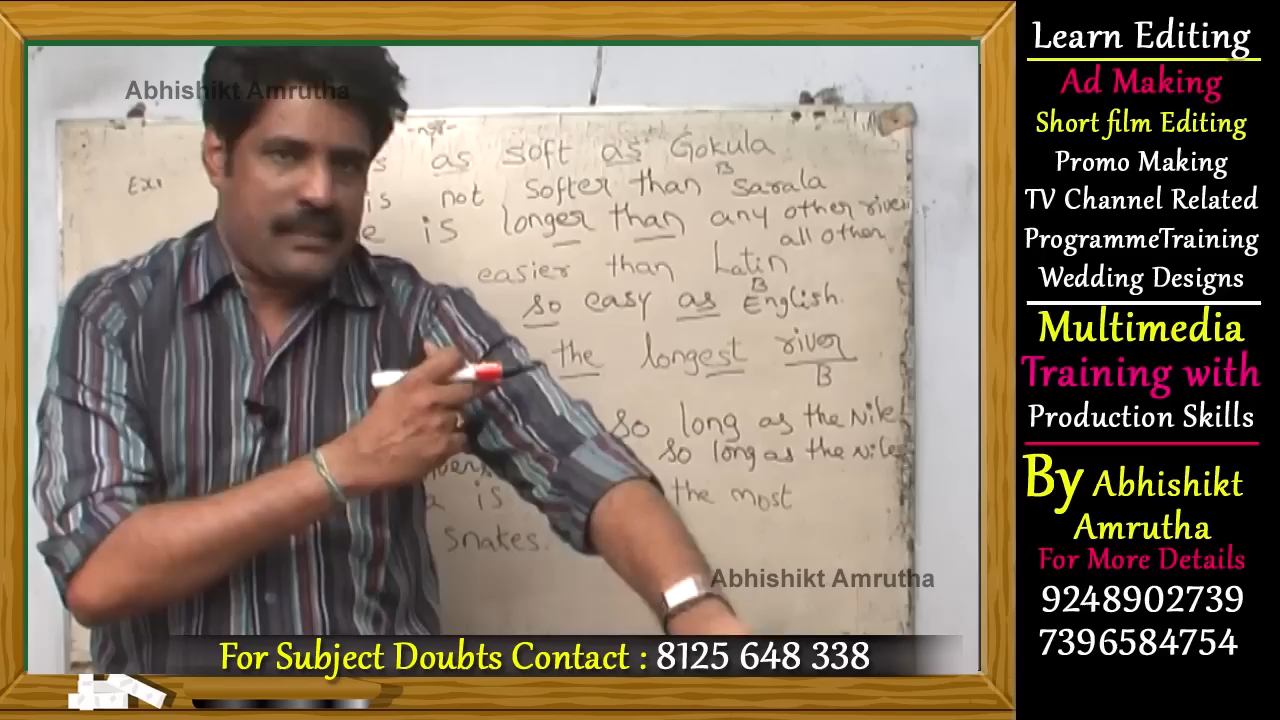 Abhishikt Amrutha
as soft as Gokula
B
Ex:
is not softer than Sarala
is longer than any other river
all other
easier than Latin
B
so easy as English.
the longest river
B
so long as the Nile
so long as the Nile
is the most
snakes.
Abhishikt Amrutha
For Subject Doubts Contact : 8125 648 338
Learn Editing
Ad Making
Short film Editing
Promo Making
TV Channel Related
ProgrammeTraining
Wedding Designs
Multimedia
Training with
Production Skills
By Abhishikt
Amrutha
For More Details
9248902739
7396584754